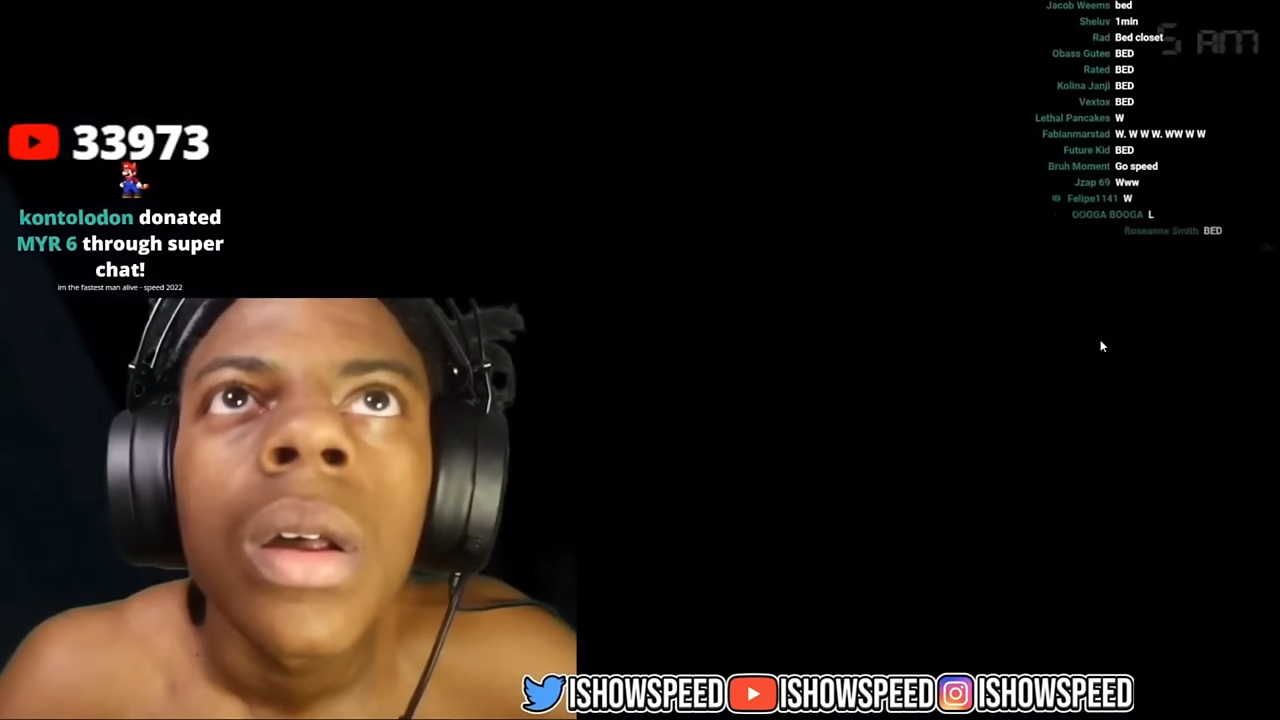 33973
kontolodon donated
MYR 6 through super
chat!
im the fastest man alive - speed 2022
Jacob Weems bed
Sheluv 1min
Rad Bed closet
5 AM
Obass Gutee BED
Rated BED
Kolina Janji BED
Vextox BED
Lethal Pancakes W
Fabianmarstad W. W W W. WW W W
Future Kid BED
Bruh Moment Go speed
Jzap 69 Www
Felipe1141 W
OOGGA BOOGA L
Roseanne Smith BED
ISHOWSPEED ISHOWSPEED ISHOWSPEED